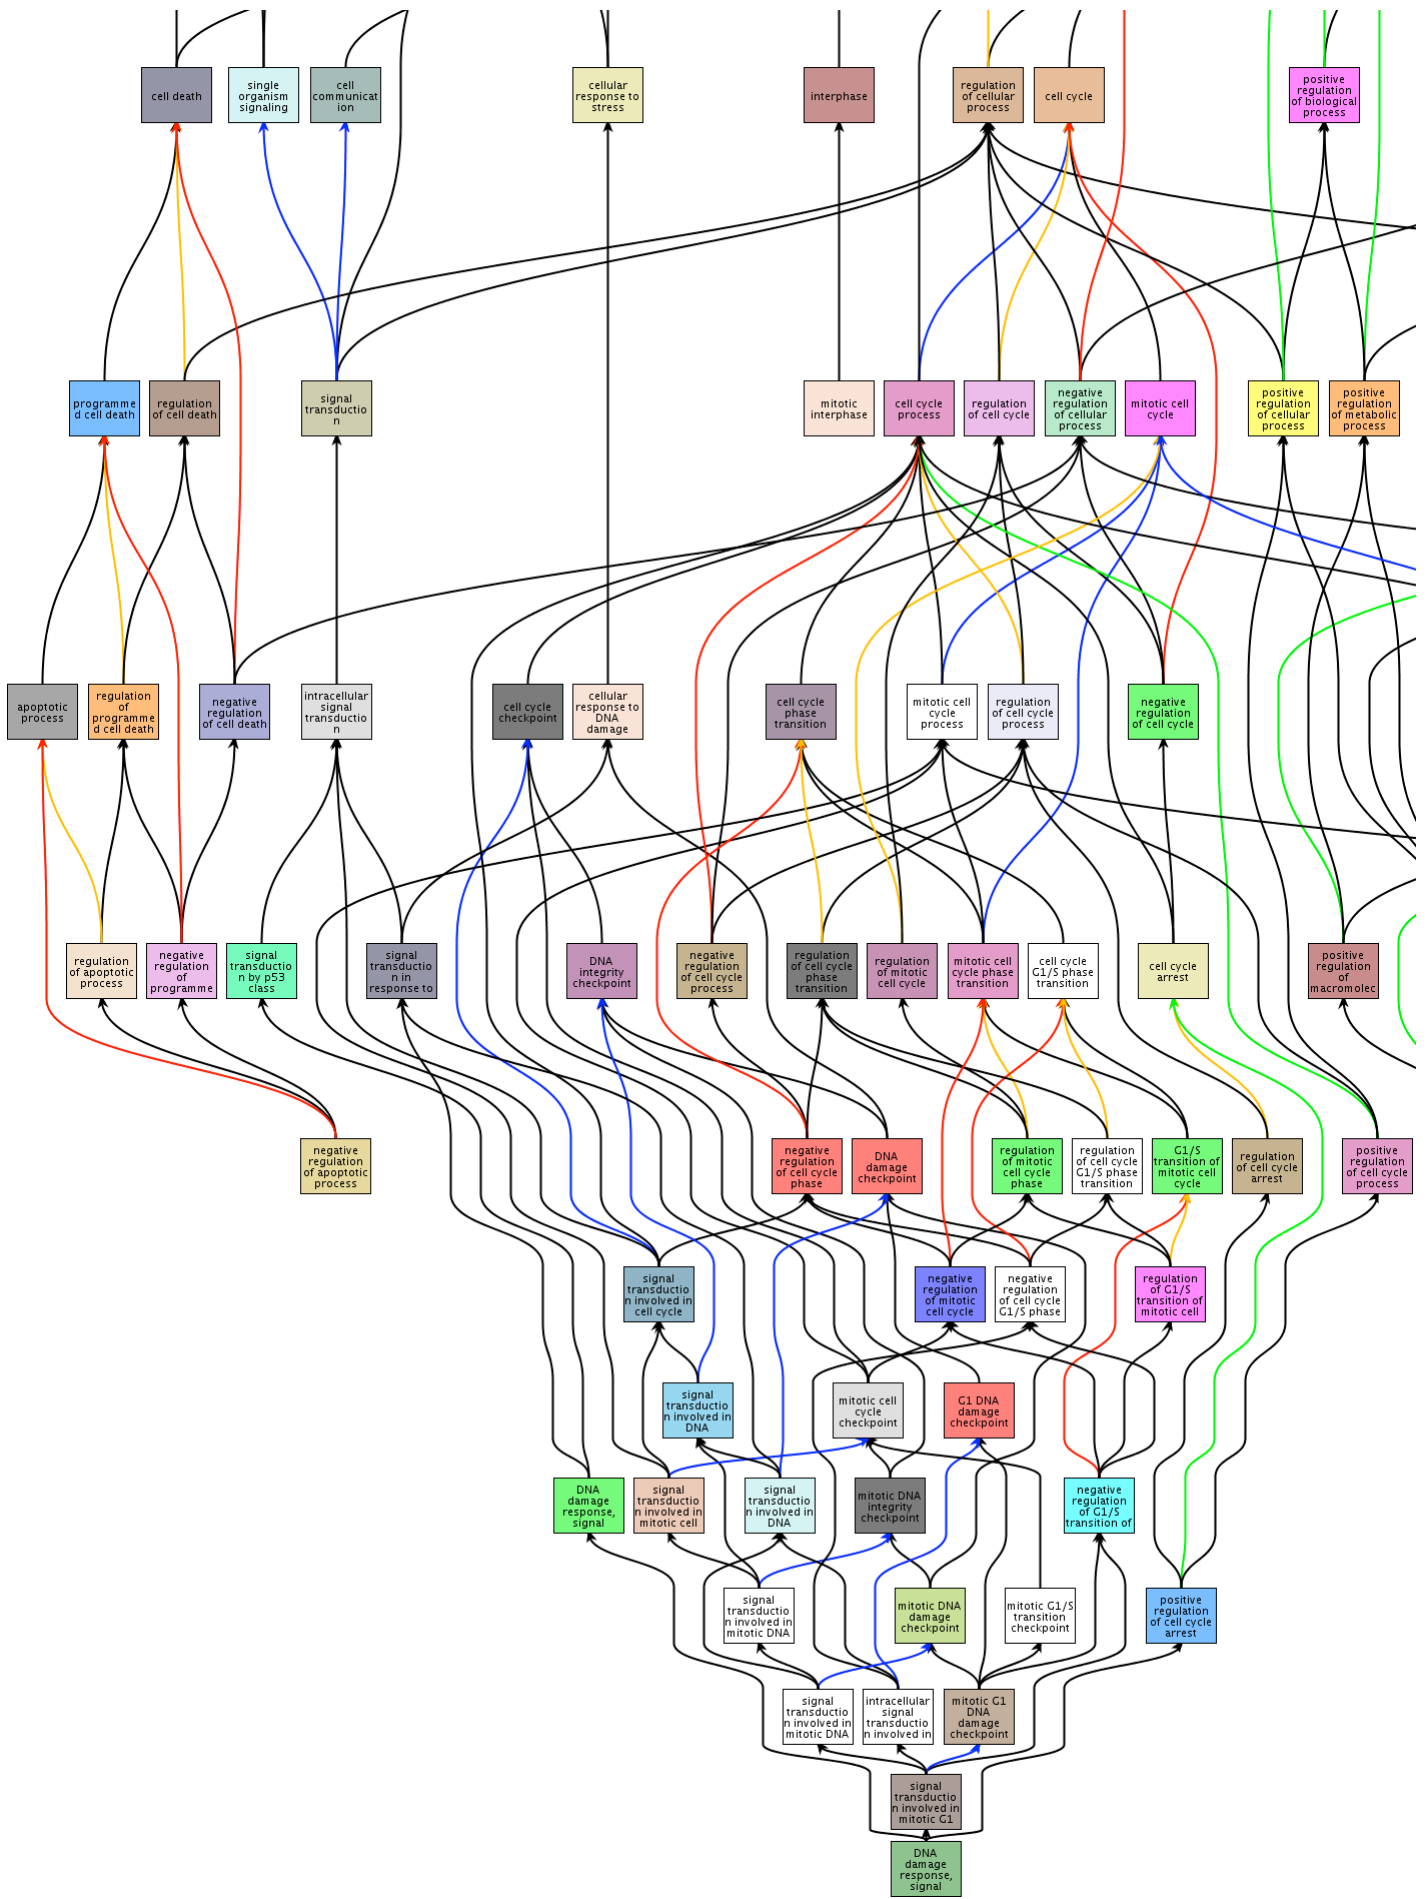 cell death
single
organism
signaling
cell
communicat
ion
cellular
response to
stress
interphase
regulation
of cellular
process
cell cycle
positive
regulation
of biological
process
programme
d cell death
regulation
of cell death
signal
transductio
n
mitotic
interphase
cell cycle
process
regulation
of cell cycle
negative
regulation
of cellular
process
mitotic cell
cycle
positive
regulation
of cellular
process
positive
regulation
of metabolic
process
apoptotic
process
regulation
of
programme
d cell death
negative
regulation
of cell death
intracellular
signal
transductio
n
cell cycle
checkpoint
cellular
response to
DNA
damage
cell cycle
phase
transition
mitotic cell
cycle
process
regulation
of cell cycle
process
negative
regulation
of cell cycle
regulation
of apoptotic
process
negative
regulation
of
programme
signal
transductio
n by p53
class
signal
transductio
n in
response to
DNA
integrity
checkpoint
negative
regulation
of cell cycle
process
regulation
of cell cycle
phase
transition
regulation
of mitotic
cell cycle
mitotic cell
cycle phase
transition
cell cycle
G1/S phase
transition
cell cycle
arrest
positive
regulation
of
macromolec
negative
regulation
of apoptotic
process
negative
regulation
of cell cycle
phase
DNA
damage
checkpoint
regulation
of mitotic
cell cycle
phase
regulation
of cell cycle
G1/S phase
transition
G1/S
transition of
mitotic cell
cycle
regulation
of cell cycle
arrest
positive
regulation
of cell cycle
process
signal
transductio
n involved in
cell cycle
negative
regulation
of mitotic
cell cycle
negative
regulation
of cell cycle
G1/S phase
regulation
of G1/S
transition of
mitotic cell
signal
transductio
n involved in
DNA
mitotic cell
cycle
checkpoint
G1 DNA
damage
checkpoint
DNA
damage
response,
signal
signal
transductio
n involved in
mitotic cell
signal
transductio
n involved in
DNA
mitotic DNA
integrity
checkpoint
negative
regulation
of G1/S
transition of
signal
transductio
n involved in
mitotic DNA
mitotic DNA
damage
checkpoint
mitotic G1/S
transition
checkpoint
positive
regulation
of cell cycle
arrest
signal
transductio
n involved in
mitotic DNA
intracellular
signal
transductio
n involved in
mitotic G1
DNA
damage
checkpoint
signal
transductio
n involved in
mitotic G1
DNA
damage
response,
signal